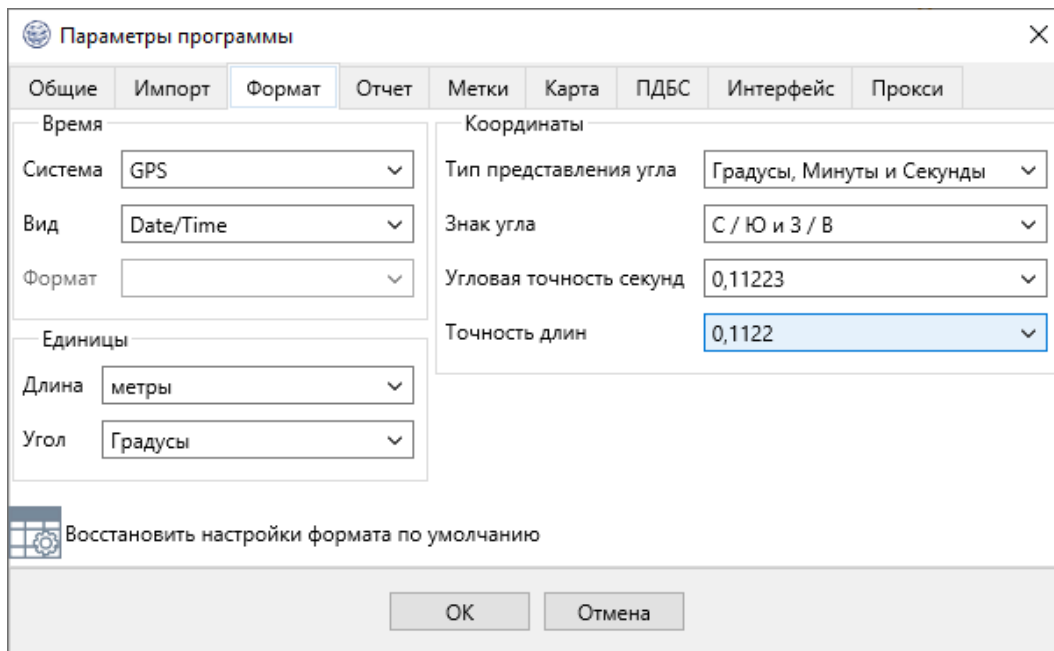 Параметры программы
Общие Импорт Формат Отчет Метки Карта ПДБС Интерфейс Прокси
Время
Система GPS
Вид Date/Time
Формат
Единицы
Длина метры
Угол Градусы
Координаты
Тип представления угла Градусы, Минуты и Секунды
Знак угла С / Ю и З / В
Угловая точность секунд 0,11223
Точность длин 0,1122
Восстановить настройки формата по умолчанию
ОК Отмена